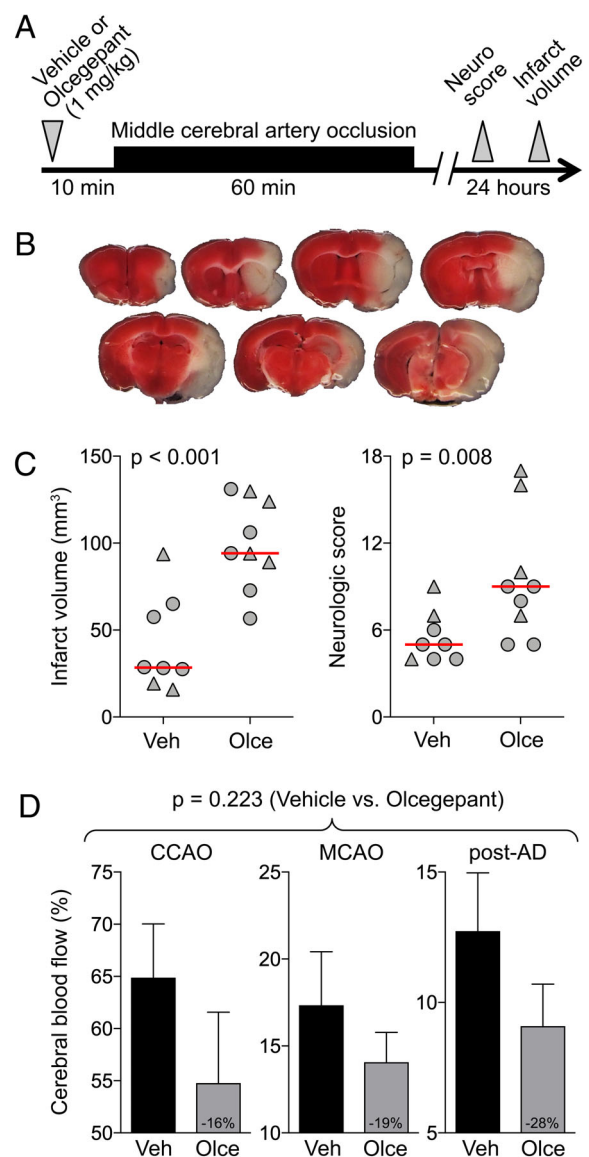 A
Vehicle or
Olcegepant
(1 mg/kg)
Neuro
score
Infarct
volume
Middle cerebral artery occlusion
10 min
60 min
24 hours
B
C
p < 0.001
p = 0.008
Infarct volume (mm³)
150
100
50
0
Veh
Olce
Neurologic score
18
12
6
0
Veh
Olce
D
p = 0.223 (Vehicle vs. Olcegepant)
CCAO
MCAO
post-AD
Cerebral blood flow (%)
75
70
65
60
55
50
-16%
Veh
Olce
25
20
15
10
-19%
Veh
Olce
15
10
5
-28%
Veh
Olce